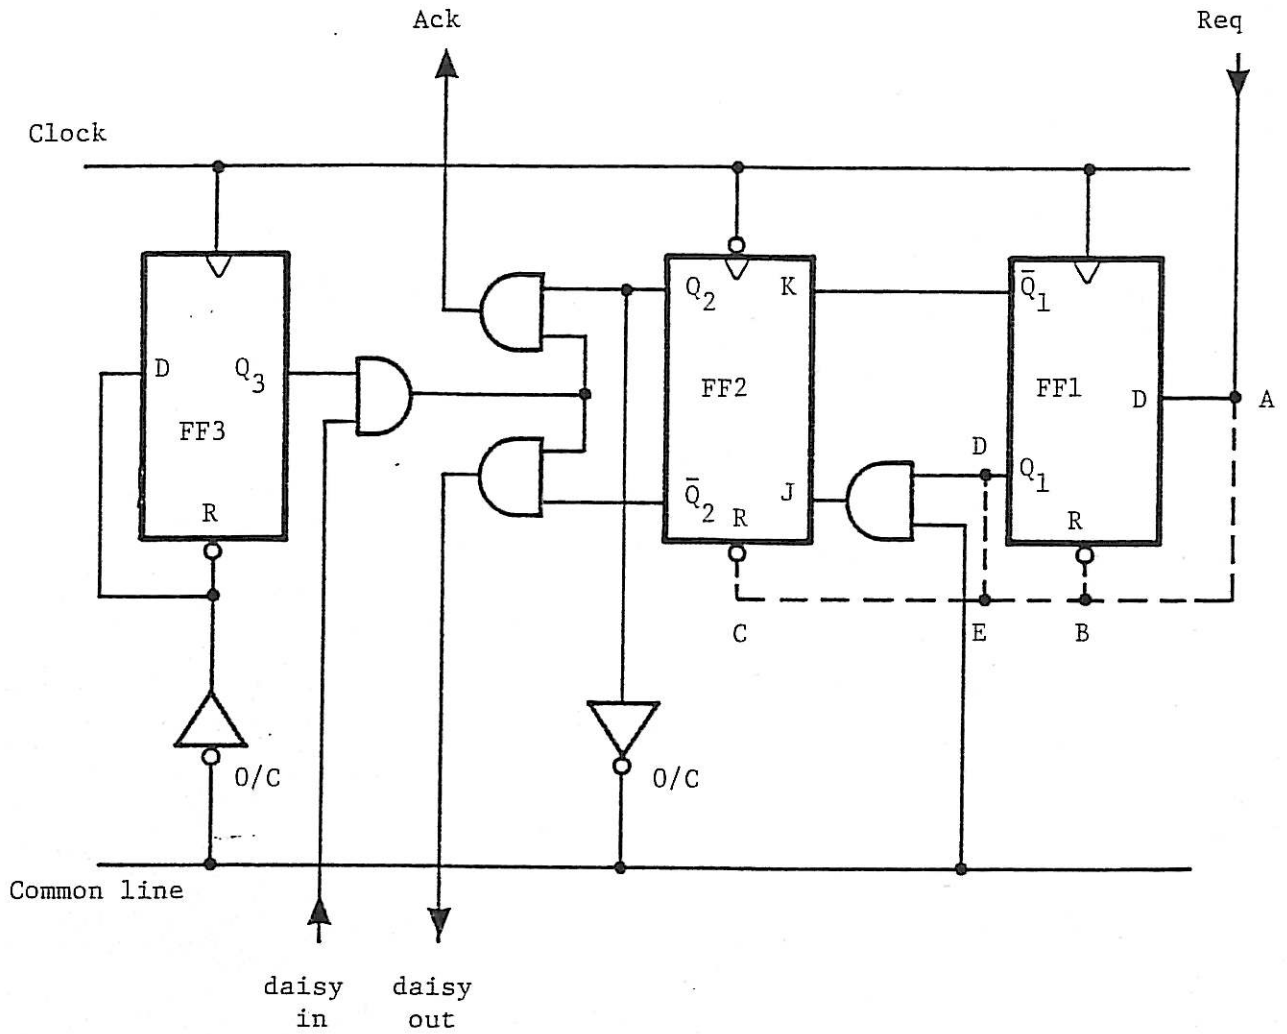 Ack
Req
Clock
Q2
K
Q̄1
D
Q3
FF2
FF1
D
A
FF3
D
Q1
Q̄2
J
R
R
R
C
E
B
O/C
O/C
Common line
daisy in
daisy out